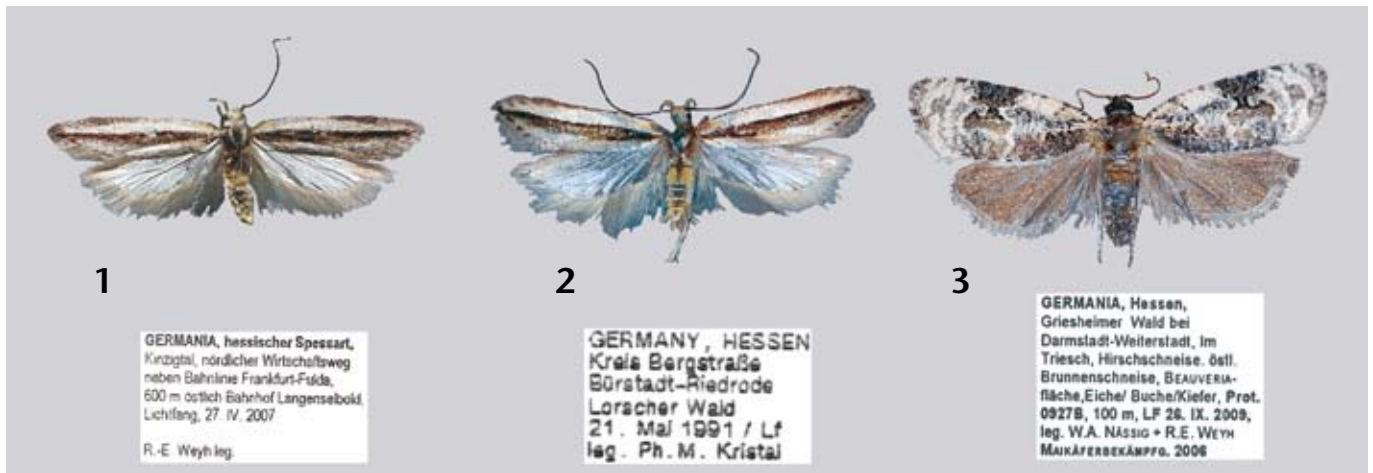 1
GERMANIA, hessischer Spessart,
Kinzigtal, nördlicher Wirtschaftsweg
neben Bahnlinie Frankfurt-Fulda,
600 m östlich Bahnhof Langenselbold,
Lichtfang, 27. IV. 2007
R.-E. Weyh leg.
2
GERMANY, HESSEN
Kreis Bergstraße
Bürstadt-Riedrode
Lorscher Wald
21. Mai 1991 / Lf
leg. Ph. M. Kristal
3
GERMANIA, Hessen,
Griesheimer Wald bei
Darmstadt-Weiterstadt, Im
Triesch, Hirschschneise. östl.
Brunnenschneise, BEAUVERIA-
fläche,Eiche/ Buche/Kiefer, Prot.
0927B, 100 m, LF 26. IX. 2009,
leg. W.A. NÄSSIG + R.E. WEYH
MAIKÄFERBEKÄMPFG. 2006